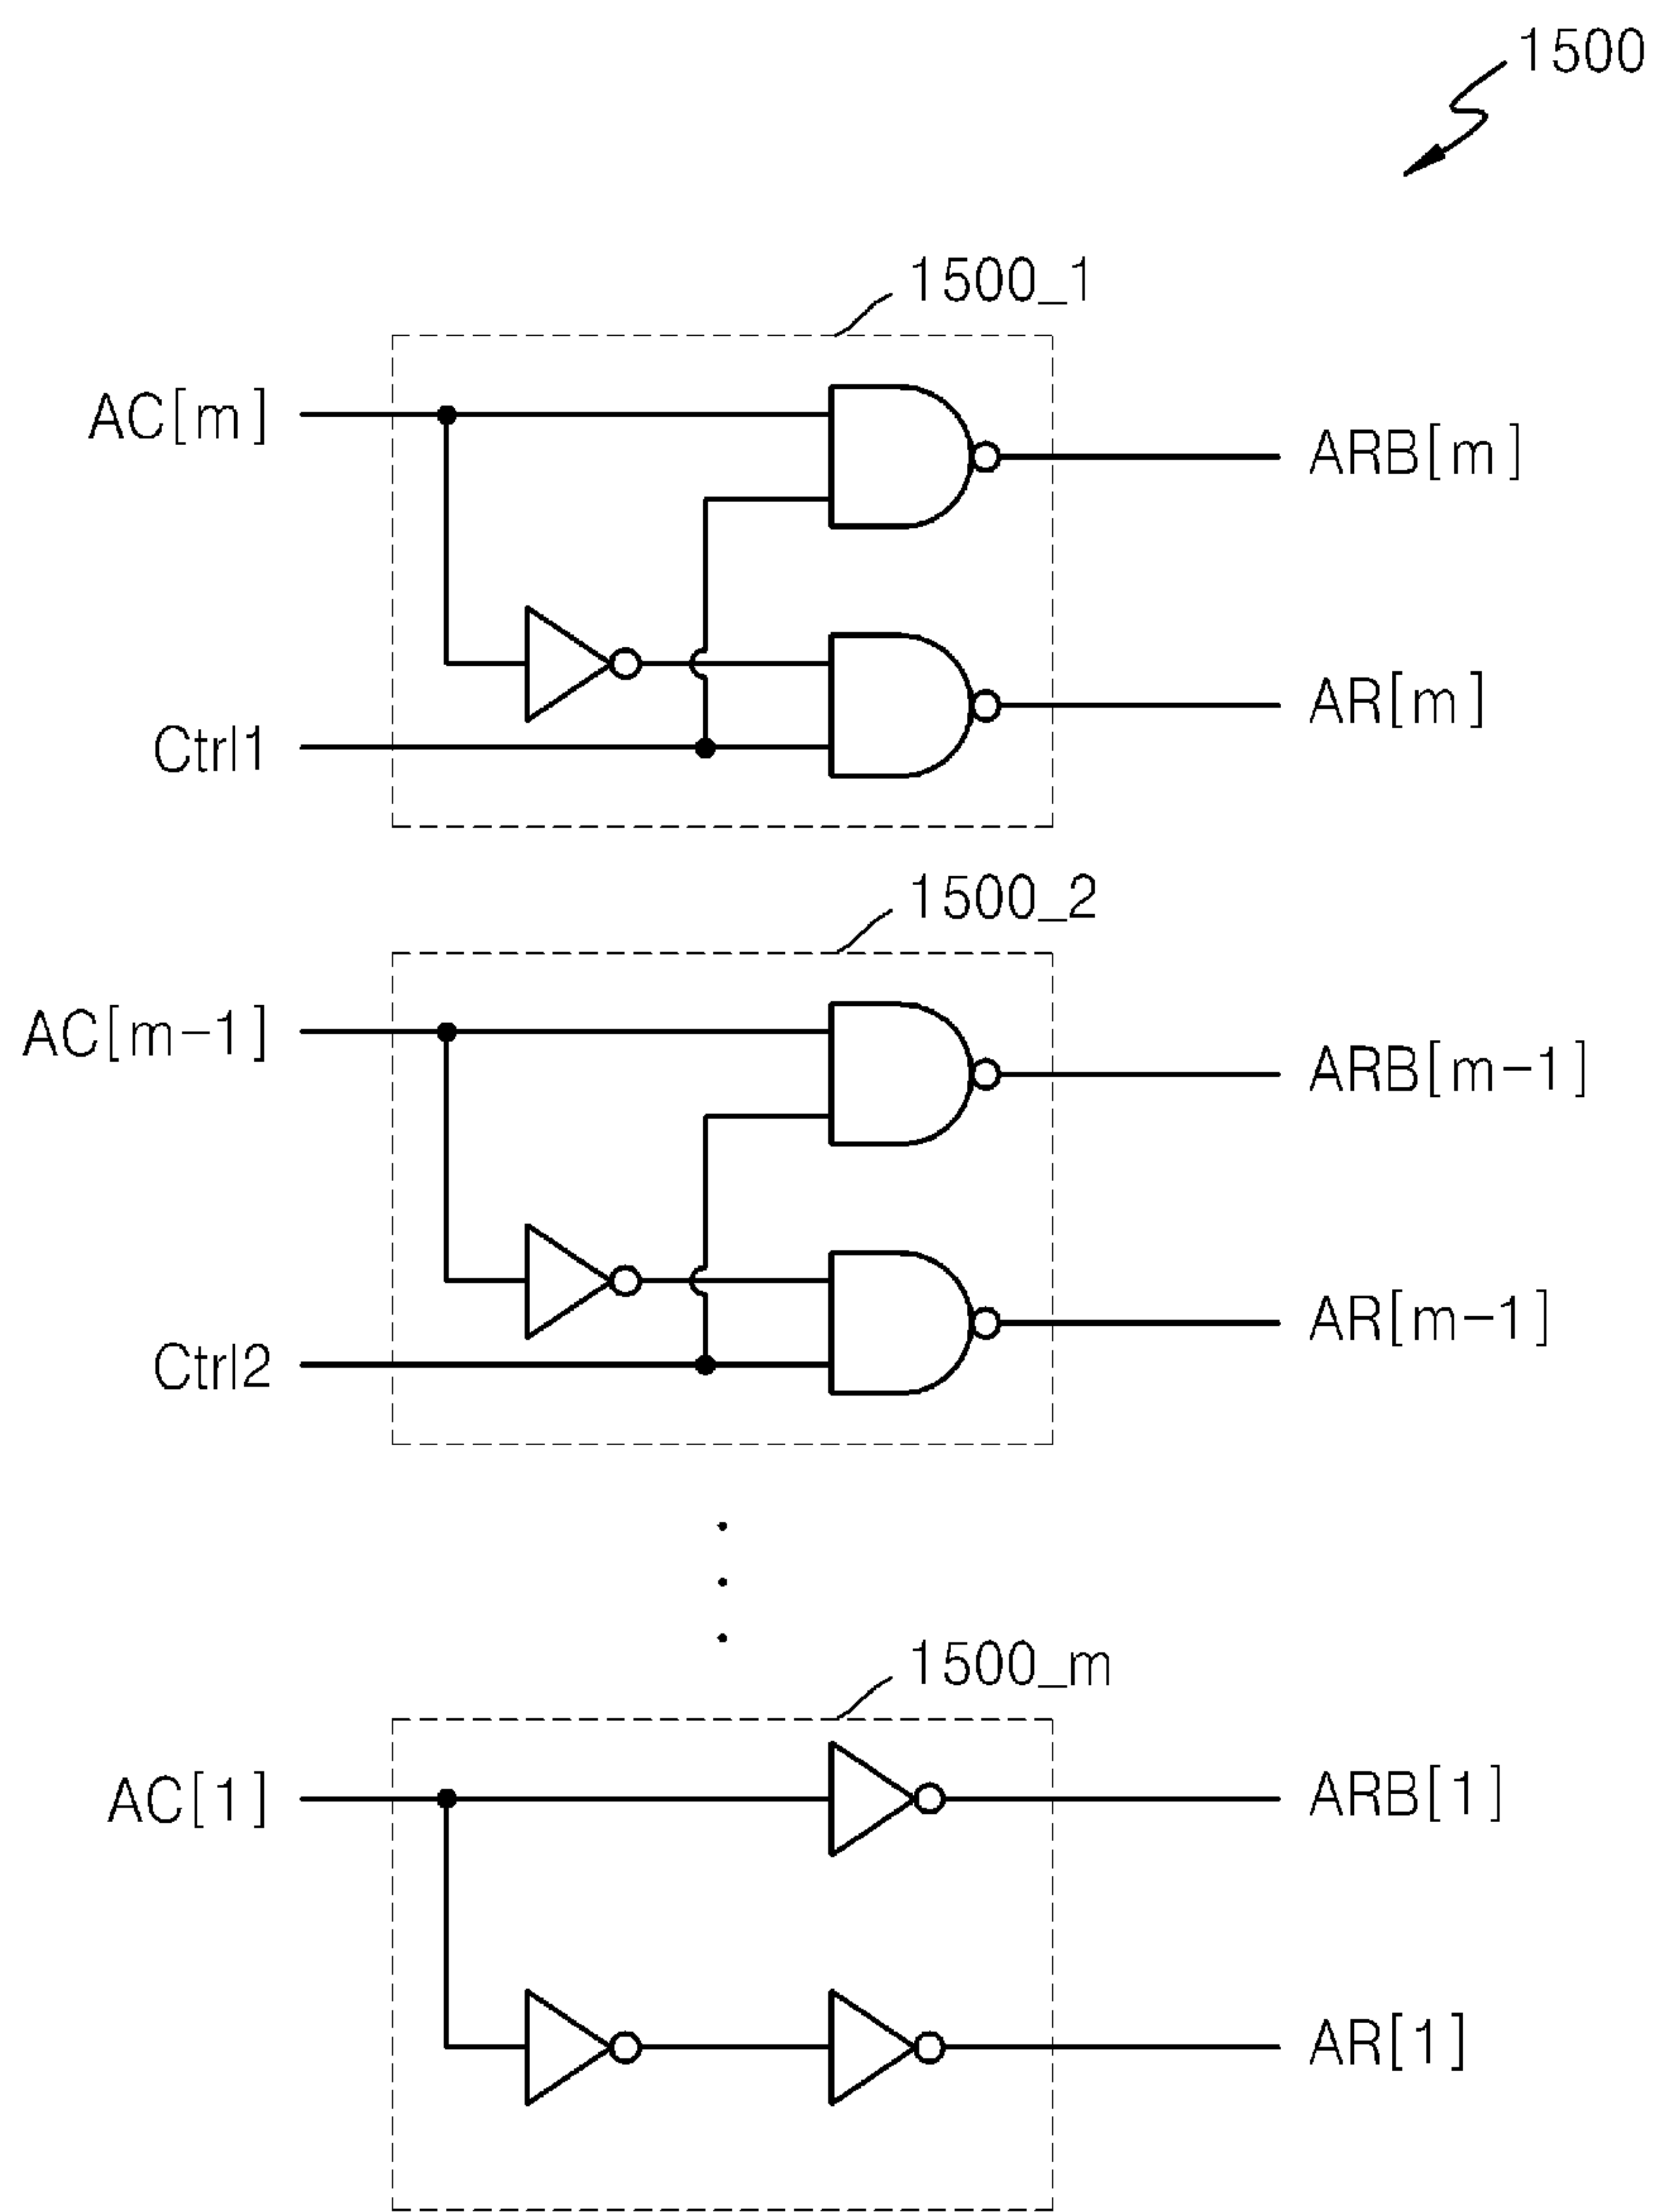 1500
1500_1
AC[m]
ARB[m]
AR[m]
Ctrl1
1500_2
AC[m-1]
ARB[m-1]
AR[m-1]
Ctrl2
1500_m
AC[1]
ARB[1]
AR[1]